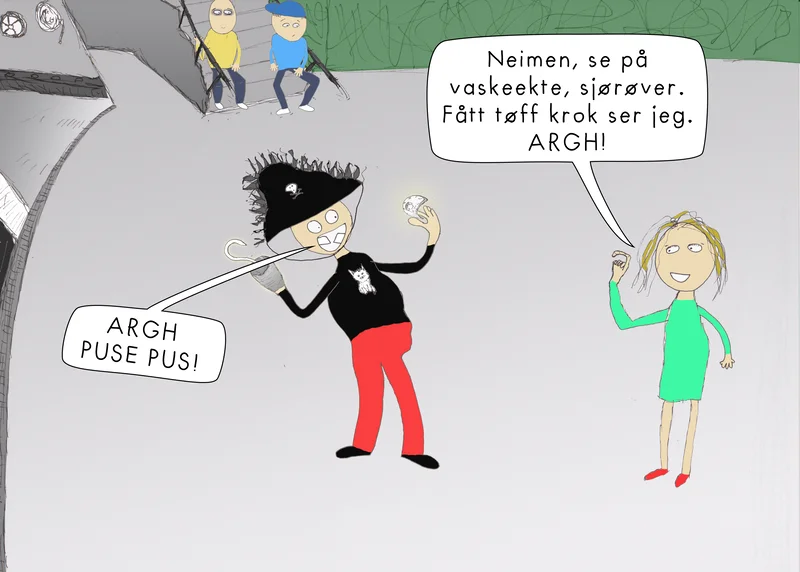 Neimen, se på
vaskeekte, sjørøver.
Fått tøff krok ser jeg.
ARGH!
ARGH
PUSE PUS!